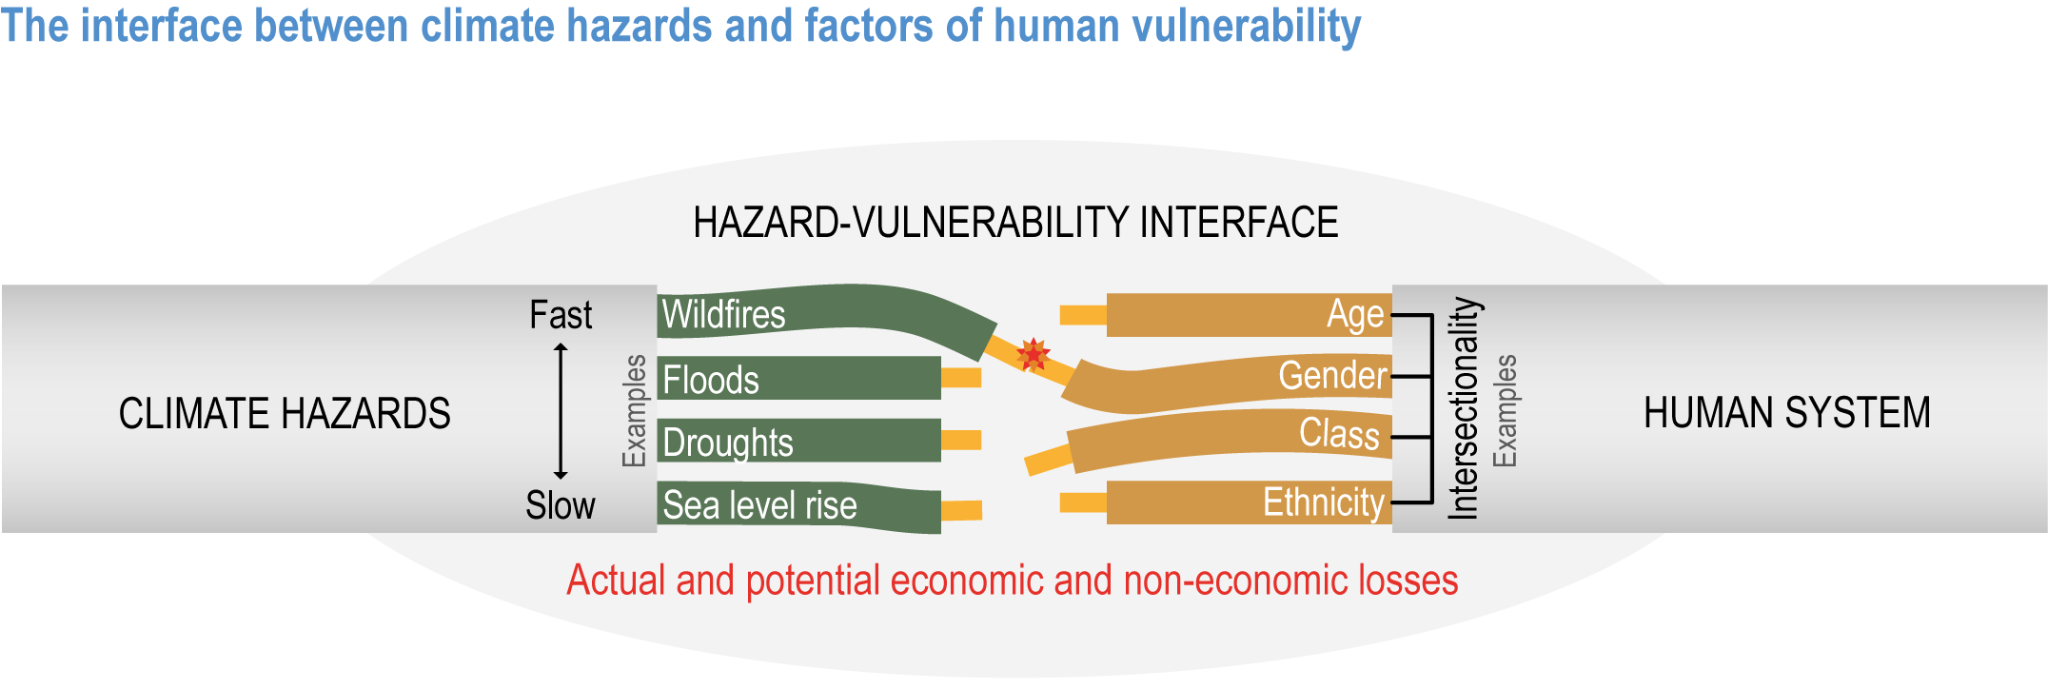 The interface between climate hazards and factors of human vulnerability
HAZARD-VULNERABILITY INTERFACE
CLIMATE HAZARDS
Fast
Slow
Examples
Wildfires
Floods
Droughts
Sea level rise
Age
Gender
Class
Ethnicity
Intersectionality
Examples
HUMAN SYSTEM
Actual and potential economic and non-economic losses